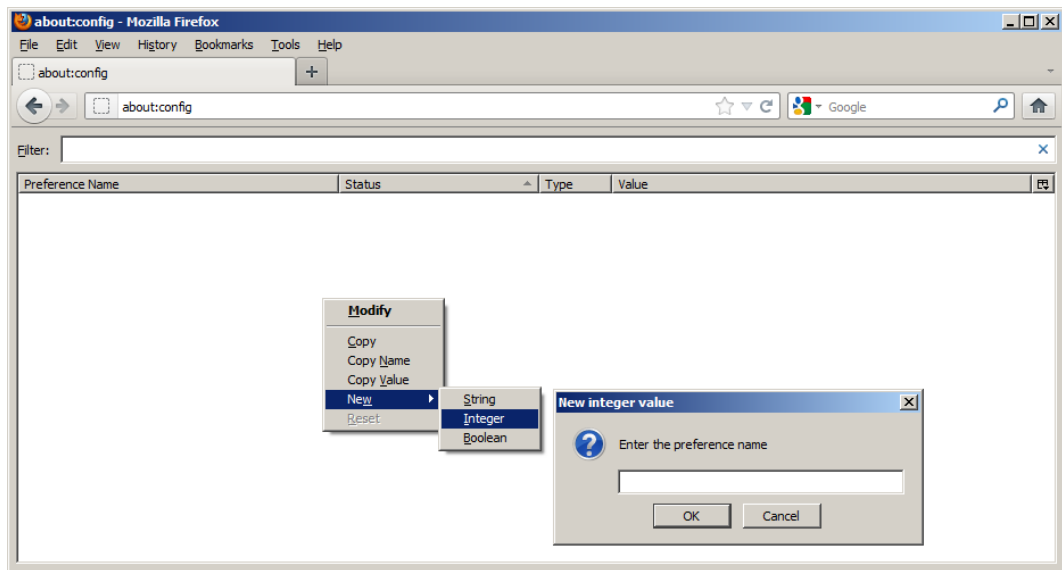 about:config - Mozilla Firefox
File Edit View History Bookmarks Tools Help
about:config
about:config Google
Filter:
Preference Name Status Type Value
Modify
Copy
Copy Name
Copy Value
New
Reset
String
Integer
Boolean
New integer value
Enter the preference name
OK Cancel